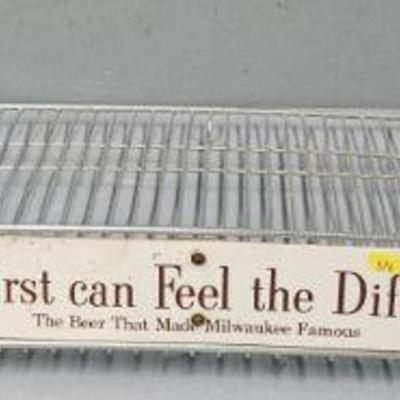 rst can Feel the Dif
The Beer That Made Milwaukee Famous